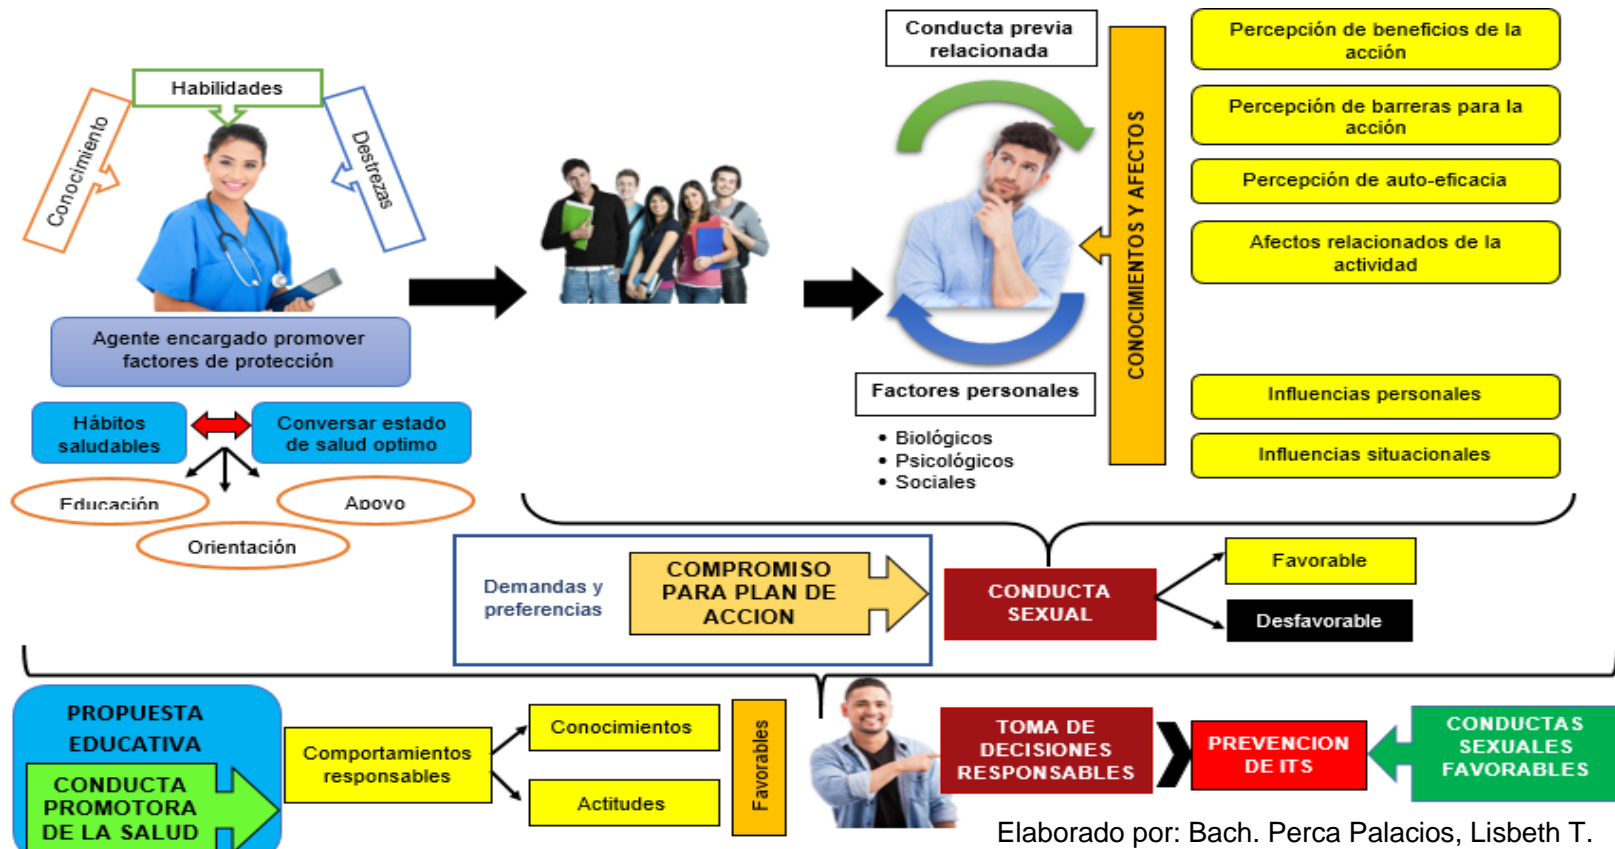 Habilidades
Conocimiento
Destrezas
Agente encargado promover
factores de protección
Hábitos
saludables
Conversar estado
de salud optimo
Educación
Apoyo
Orientación
Conducta previa
relacionada
Factores personales
• Biológicos
• Psicológicos
• Sociales
CONOCIMIENTOS Y AFECTOS
Percepción de beneficios de la
acción
Percepción de barreras para la
acción
Percepción de auto-eficacia
Afectos relacionados de la
actividad
Influencias personales
Influencias situacionales
Demandas y
preferencias
COMPROMISO
PARA PLAN DE
ACCION
CONDUCTA
SEXUAL
Favorable
Desfavorable
PROPUESTA
EDUCATIVA
CONDUCTA
PROMOTORA
DE LA SALUD
Comportamientos
responsables
Conocimientos
Actitudes
Favorables
TOMA DE
DECISIONES
RESPONSABLES
PREVENCION
DE ITS
CONDUCTAS
SEXUALES
FAVORABLES
Elaborado por: Bach. Perca Palacios, Lisbeth T.